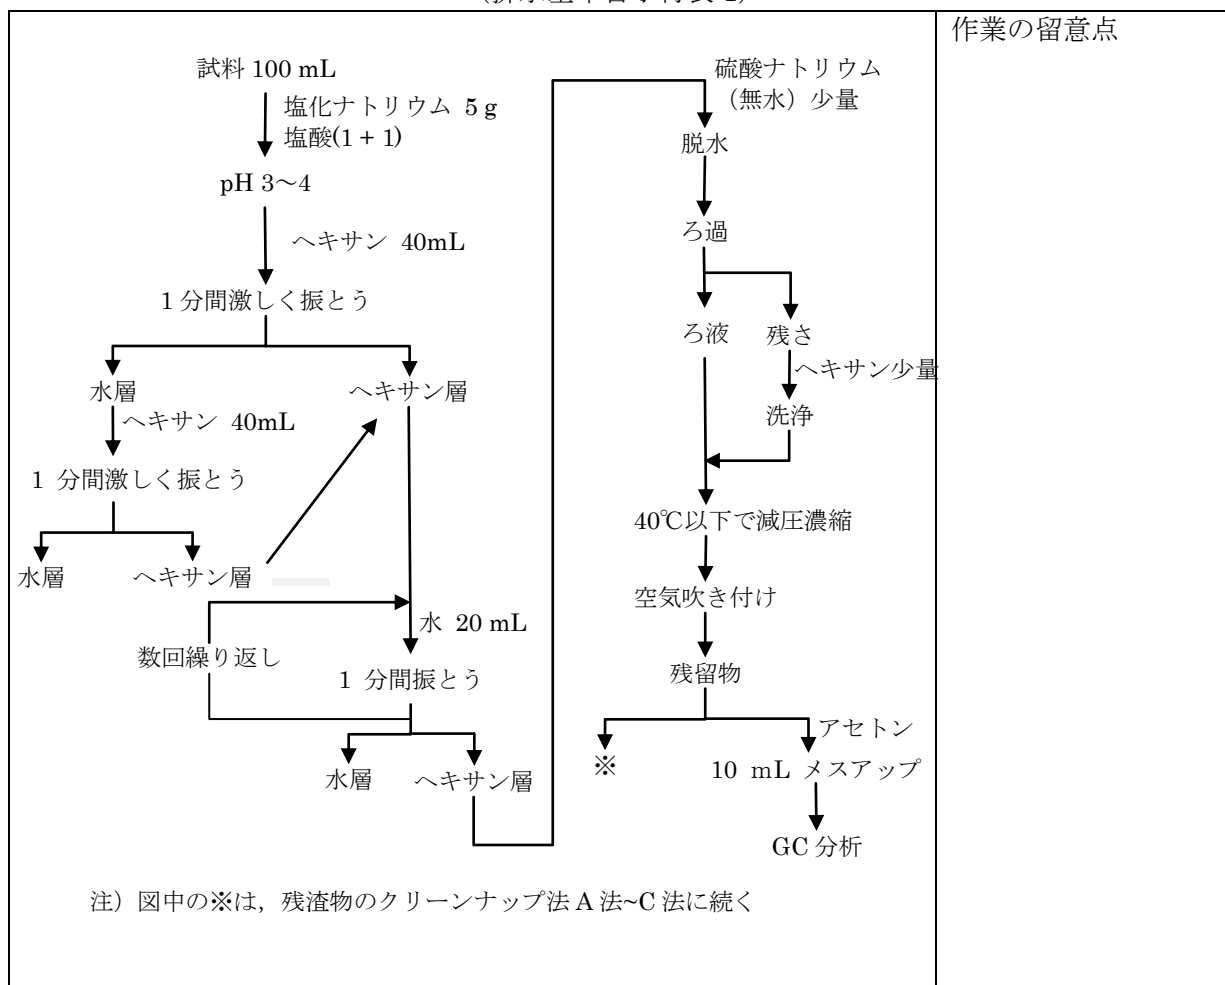 作業の留意点
試料 100 mL
塩化ナトリウム 5 g
塩酸(1 + 1)
pH 3～4
ヘキサン 40mL
1 分間激しく振とう
水層
ヘキサン層
ヘキサン 40mL
1 分間激しく振とう
水層
ヘキサン層
水 20 mL
数回繰り返し
1 分間振とう
水層
ヘキサン層
硫酸ナトリウム
（無水）少量
脱水
ろ過
ろ液
残さ
ヘキサン少量
洗浄
40℃以下で減圧濃縮
空気吹き付け
残留物
※
アセトン
10 mL メスアップ
GC 分析
注）図中の※は，残渣物のクリーンナップ法 A 法~C 法に続く